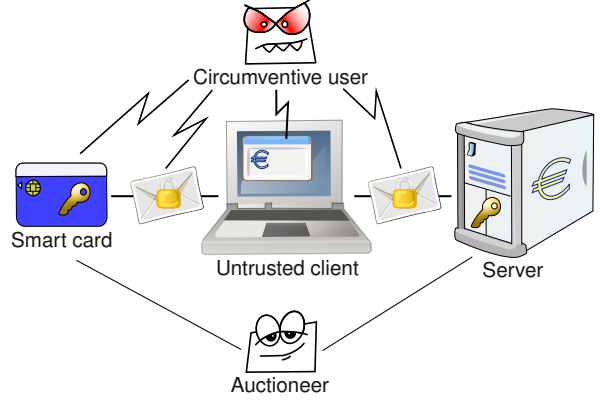 Circumventive user
€
€
Smart card
Untrusted client
Server
Auctioneer